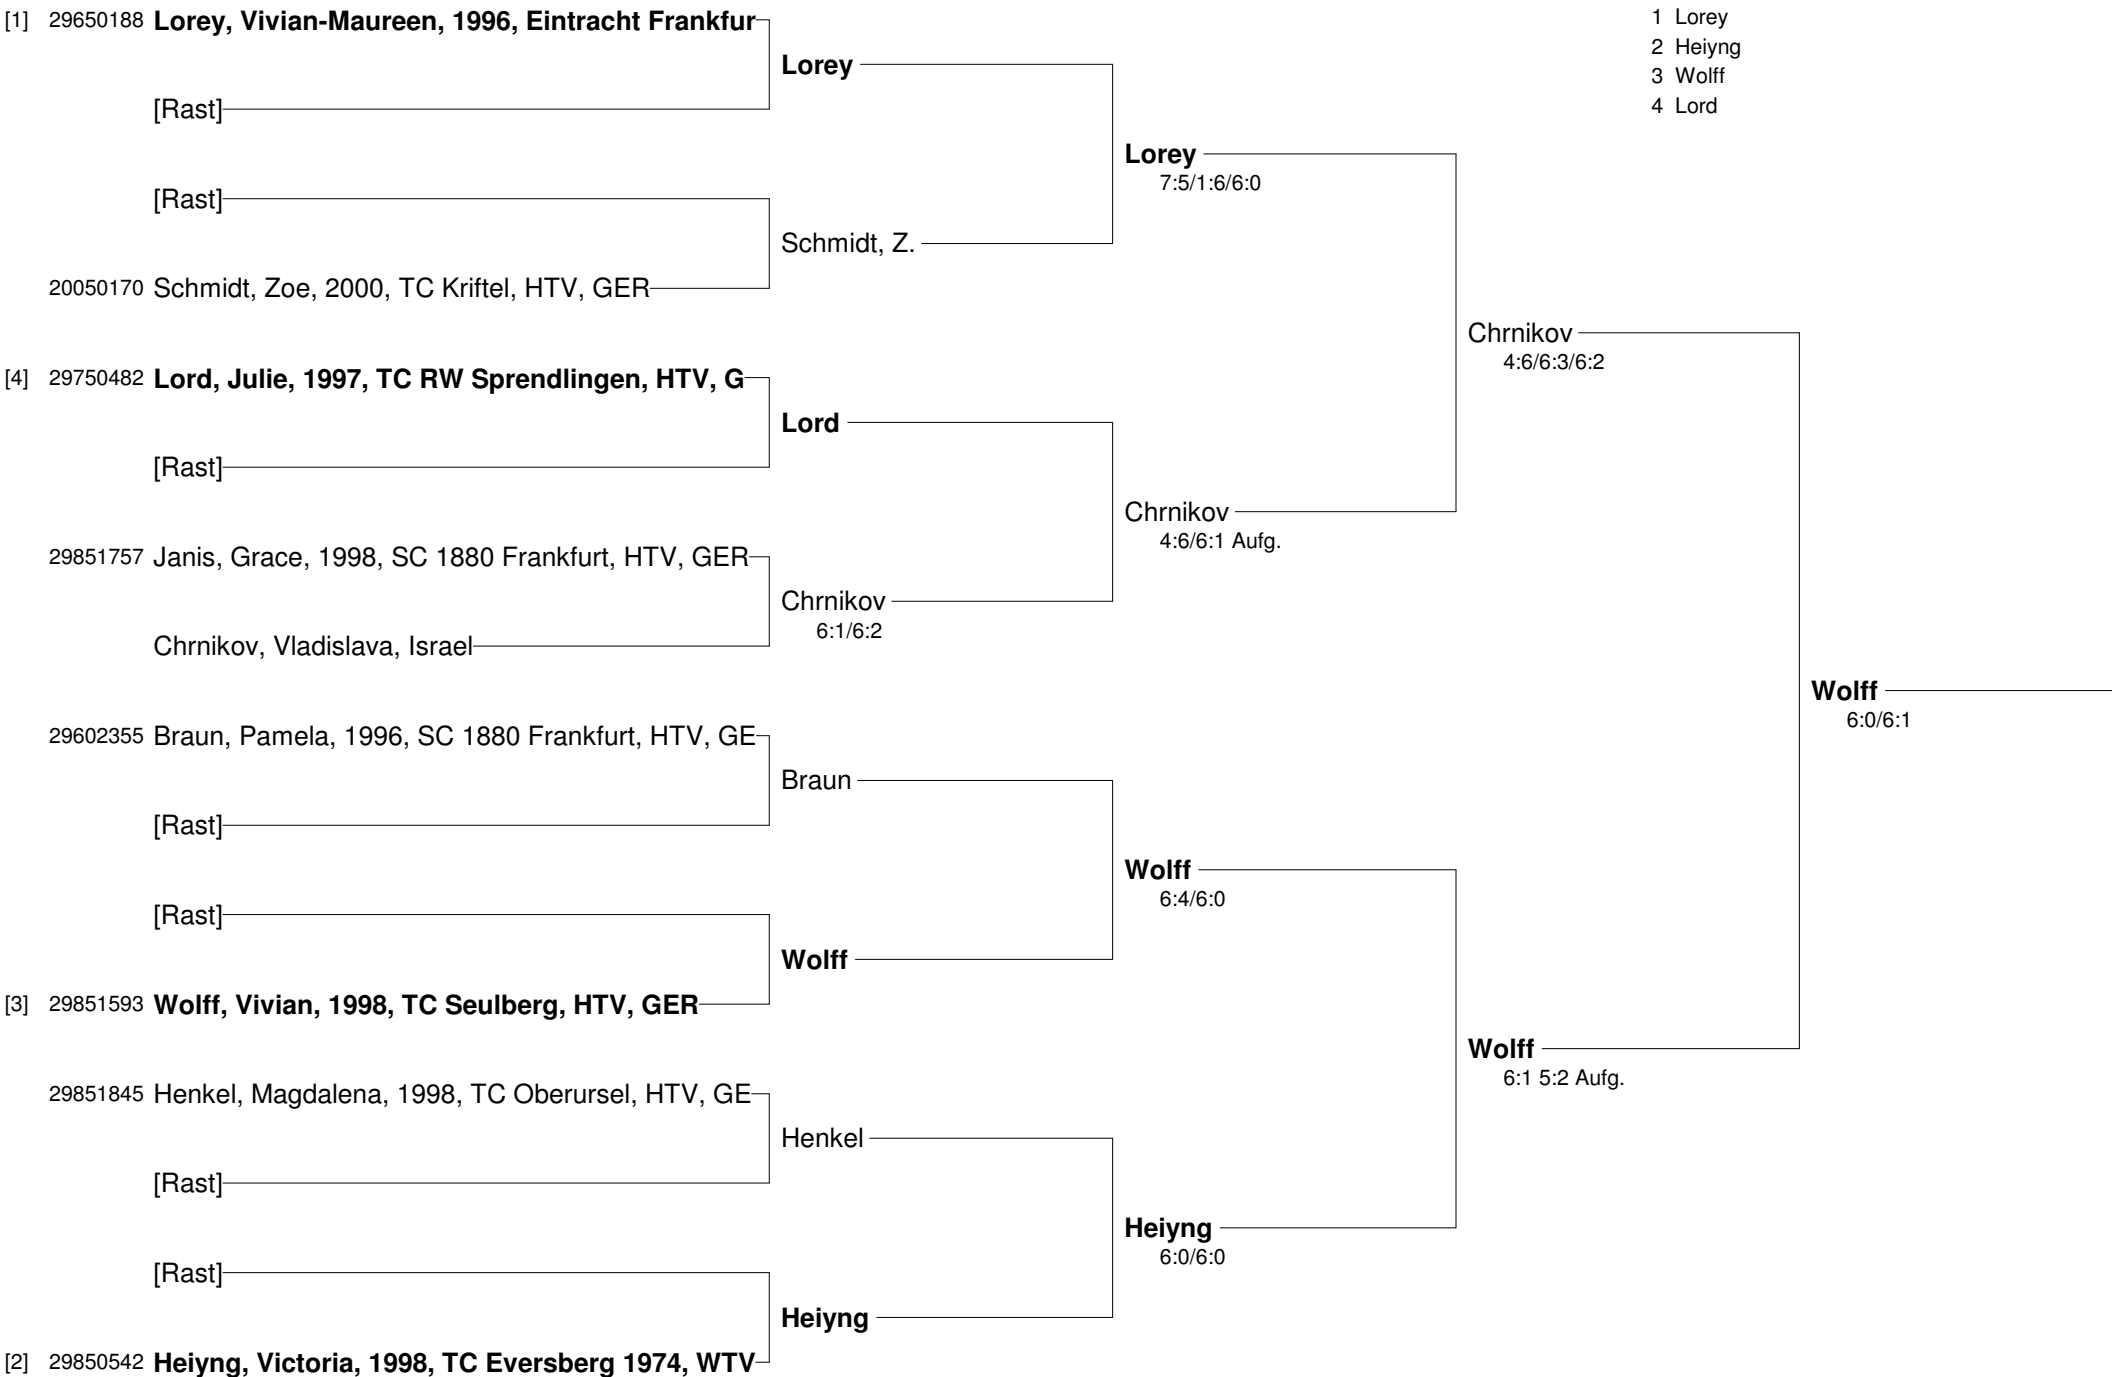 [1] 29650188 Lorey, Vivian-Maureen, 1996, Eintracht Frankfur
1 Lorey
2 Heiyng
3 Wolff
4 Lord
Lorey
[Rast]
Lorey
7:5/1:6/6:0
[Rast]
Schmidt, Z.
20050170 Schmidt, Zoe, 2000, TC Kriftel, HTV, GER
Chrnikov
4:6/6:3/6:2
[4] 29750482 Lord, Julie, 1997, TC RW Sprendlingen, HTV, G
Lord
[Rast]
Chrnikov
4:6/6:1 Aufg.
29851757 Janis, Grace, 1998, SC 1880 Frankfurt, HTV, GER
Chrnikov
6:1/6:2
Chrnikov, Vladislava, Israel
Wolff
6:0/6:1
29602355 Braun, Pamela, 1996, SC 1880 Frankfurt, HTV, GE
Braun
[Rast]
Wolff
6:4/6:0
[Rast]
Wolff
[3] 29851593 Wolff, Vivian, 1998, TC Seulberg, HTV, GER
Wolff
6:1 5:2 Aufg.
29851845 Henkel, Magdalena, 1998, TC Oberursel, HTV, GE
Henkel
[Rast]
Heiyng
6:0/6:0
[Rast]
Heiyng
[2] 29850542 Heiyng, Victoria, 1998, TC Eversberg 1974, WTV